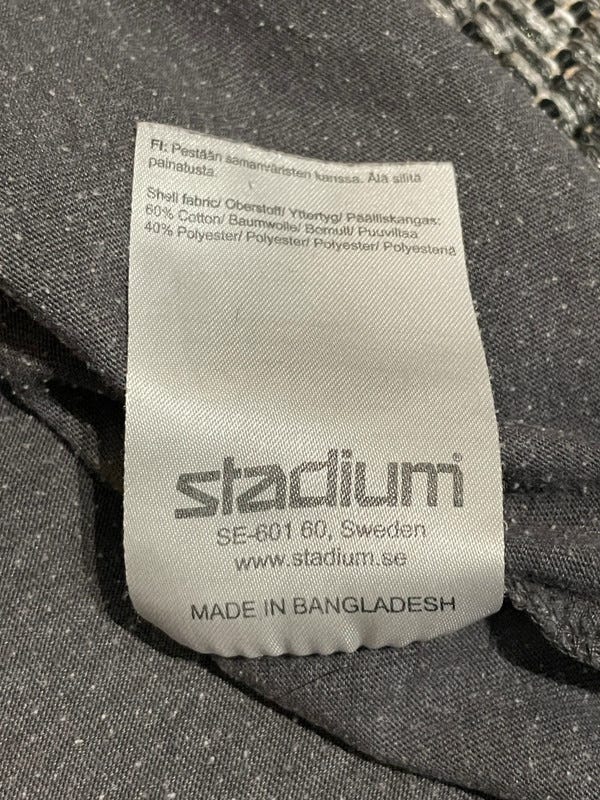 FI: Pestään samanväristen kanssa. Älä silitä
painatusta.
Shell fabric/ Oberstoff/ Yttertyg/ Päälliskangas:
60% Cotton/ Baumwolle/ Bomull/ Puuvillaa
40% Polyester/ Polyester/ Polyester/ Polyesteriä
stadium
SE-601 60, Sweden
www.stadium.se
MADE IN BANGLADESH